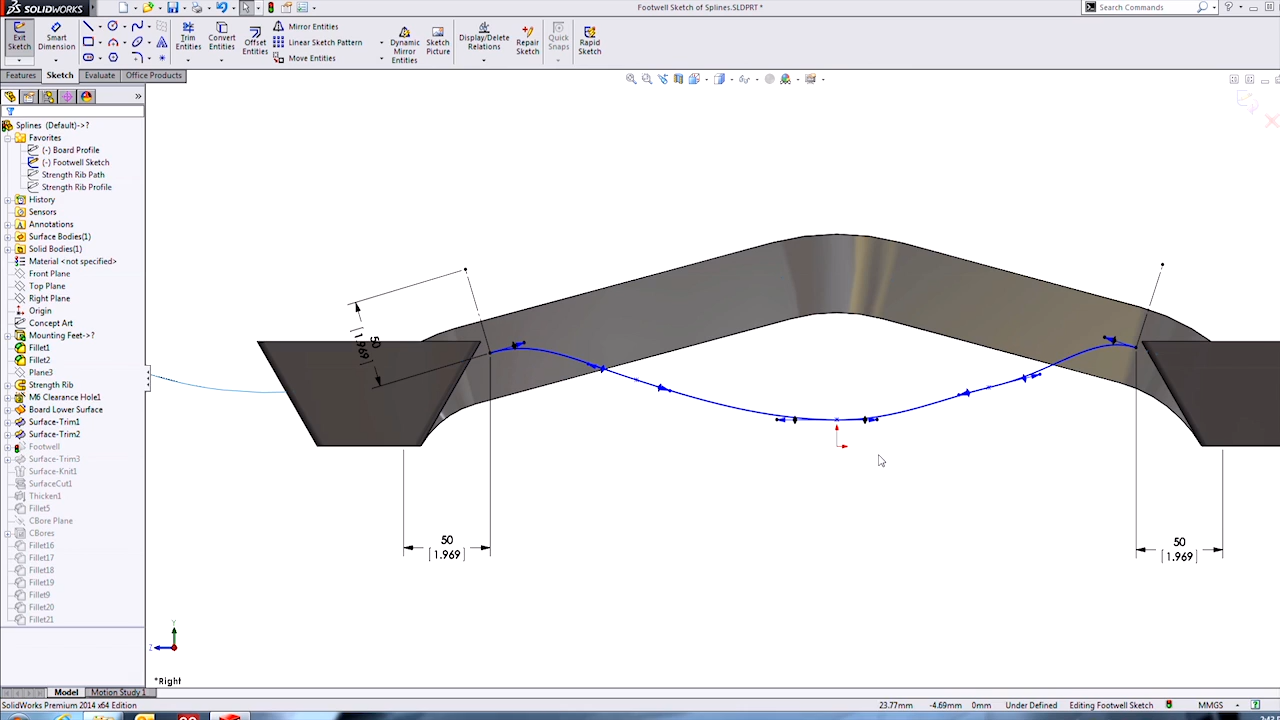 SOLIDWORKS
Footwell Sketch of Splines.SLDPRT *
Search Commands
Exit Sketch
Smart Dimension
Trim Entities
Convert Entities
Offset Entities
Mirror Entities
Linear Sketch Pattern
Move Entities
Dynamic Mirror Entities
Sketch Picture
Display/Delete Relations
Repair Sketch
Quick Snaps
Rapid Sketch
Features Sketch Evaluate Office Products
Splines (Default)->?
Favorites
(-) Board Profile
(-) Footwell Sketch
Strength Rib Path
Strength Rib Profile
History
Sensors
Annotations
Surface Bodies(1)
Solid Bodies(1)
Material <not specified>
Front Plane
Top Plane
Right Plane
Origin
Concept Art
Mounting Feet->?
Fillet1
Fillet2
Plane3
Strength Rib
M6 Clearance Hole1
Board Lower Surface
Surface-Trim1
Surface-Trim2
Footwell
Surface-Trim3
Surface-Knit1
SurfaceCut1
Thicken1
Fillet5
CBore Plane
CBores
Fillet16
Fillet17
Fillet18
Fillet19
Fillet9
Fillet20
Fillet21
50
[1.969]
50
[1.969]
50
[1.969]
Y
Z
*Right
Model Motion Study 1
SolidWorks Premium 2014 x64 Edition
23.77mm -4.69mm 0mm Under Defined Editing Footwell Sketch MMGS